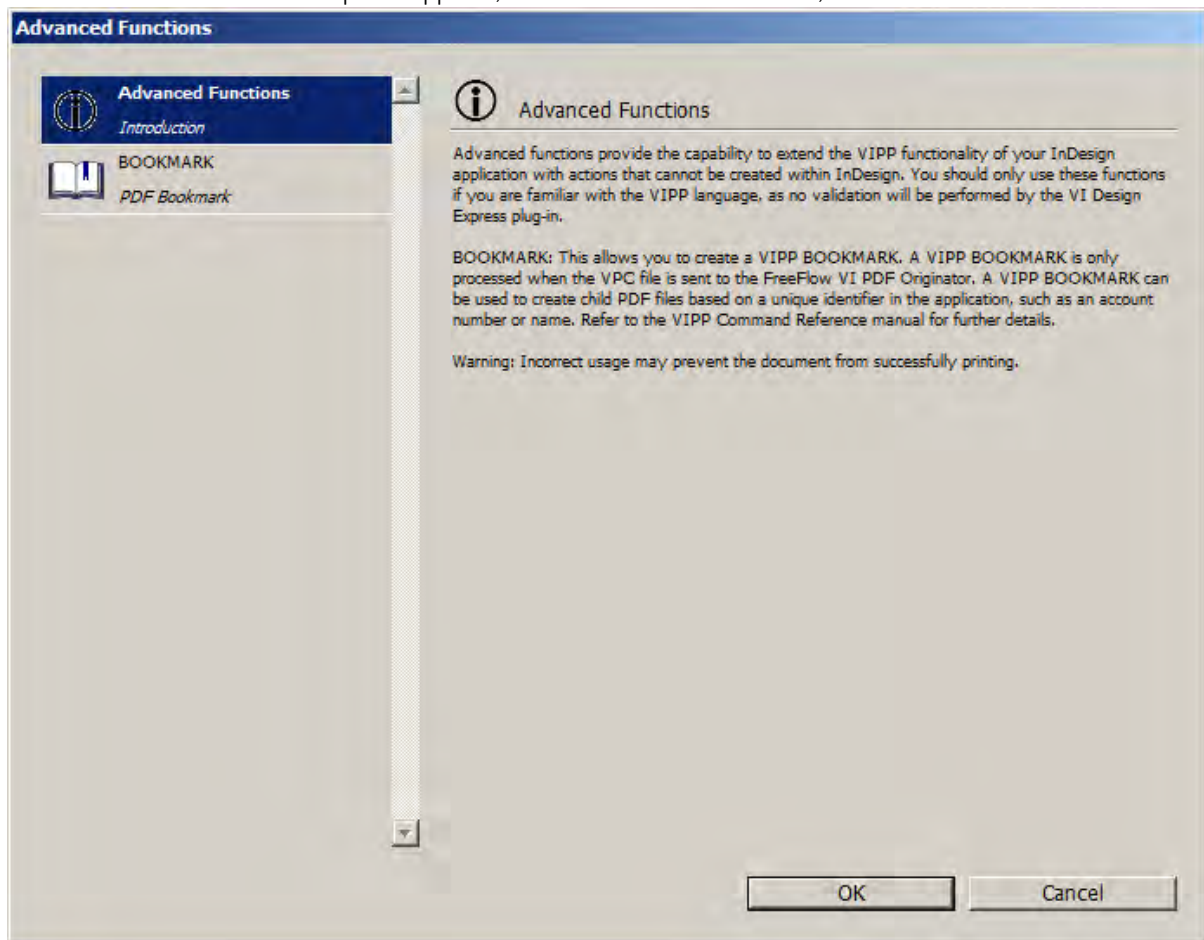 Advanced Functions
Advanced Functions
Introduction
BOOKMARK
PDF Bookmark
Advanced Functions
Advanced functions provide the capability to extend the VIPP functionality of your InDesign
application with actions that cannot be created within InDesign. You should only use these functions
if you are familiar with the VIPP language, as no validation will be performed by the VI Design
Express plug-in.
BOOKMARK: This allows you to create a VIPP BOOKMARK. A VIPP BOOKMARK is only
processed when the VPC file is sent to the FreeFlow VI PDF Originator. A VIPP BOOKMARK can
be used to create child PDF files based on a unique identifier in the application, such as an account
number or name. Refer to the VIPP Command Reference manual for further details.
Warning: Incorrect usage may prevent the document from successfully printing.
OK
Cancel